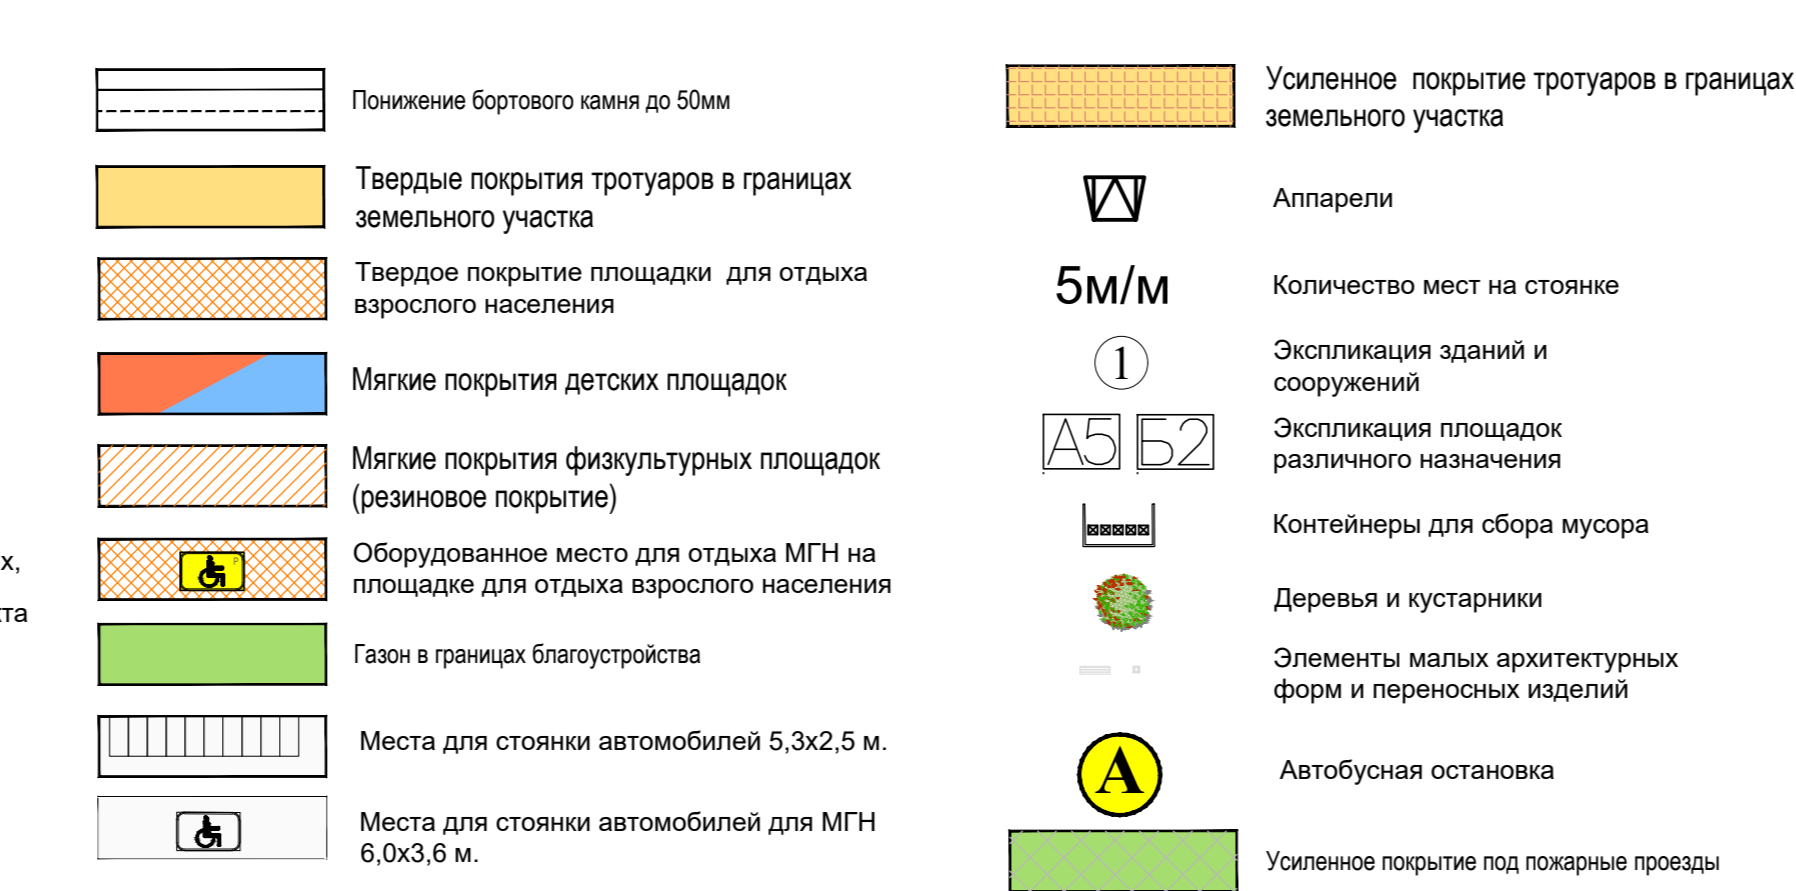 Понижение бортового камня до 50мм
Твердые покрытия тротуаров в границах
земельного участка
Твердое покрытие площадки для отдыха
взрослого населения
Мягкие покрытия детских площадок
Мягкие покрытия физкультурных площадок
(резиновое покрытие)
х,
Р
Оборудованное место для отдыха МГН на
площадке для отдыха взрослого населения
кта
Газон в границах благоустройства
Места для стоянки автомобилей 5,3х2,5 м.
Места для стоянки автомобилей для МГН
6,0х3,6 м.
Усиленное покрытие тротуаров в границах
земельного участка
Аппарели
5м/м
Количество мест на стоянке
1
Экспликация зданий и
сооружений
А5 Б2
Экспликация площадок
различного назначения
Контейнеры для сбора мусора
Деревья и кустарники
Элементы малых архитектурных
форм и переносных изделий
А
Автобусная остановка
Усиленное покрытие под пожарные проезды